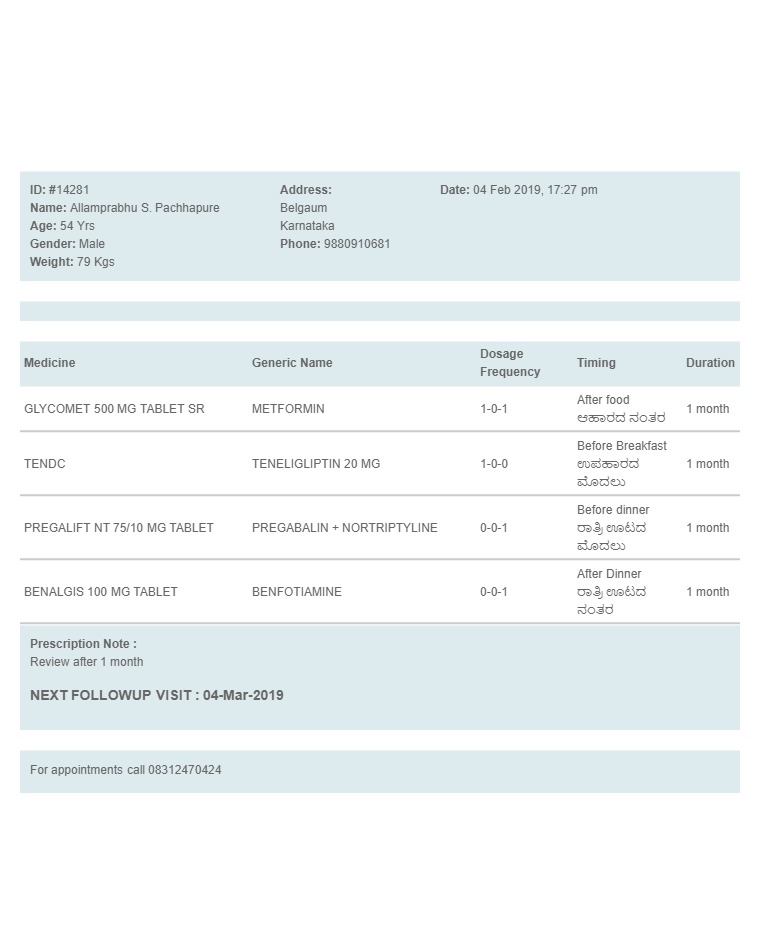 ID: #14281
Name: Allamprabhu S. Pachhapure
Age: 54 Yrs
Gender: Male
Weight: 79 Kgs
Address:
Belgaum
Karnataka
Phone: 9880910681
Date: 04 Feb 2019, 17:27 pm
Medicine Generic Name Dosage Frequency Timing Duration
GLYCOMET 500 MG TABLET SR METFORMIN 1-0-1 After food 1 month
ಆಹಾರದ ನಂತರ
TENDC TENELIGLIPTIN 20 MG 1-0-0 Before Breakfast 1 month
ಉಪಹಾರದ
ಮೊದಲು
PREGALIFT NT 75/10 MG TABLET PREGABALIN + NORTRIPTYLINE 0-0-1 Before dinner 1 month
ರಾತ್ರಿ ಊಟದ
ಮೊದಲು
BENALGIS 100 MG TABLET BENFOTIAMINE 0-0-1 After Dinner 1 month
ರಾತ್ರಿ ಊಟದ
ನಂತರ
Prescription Note :
Review after 1 month
NEXT FOLLOWUP VISIT : 04-Mar-2019
For appointments call 08312470424